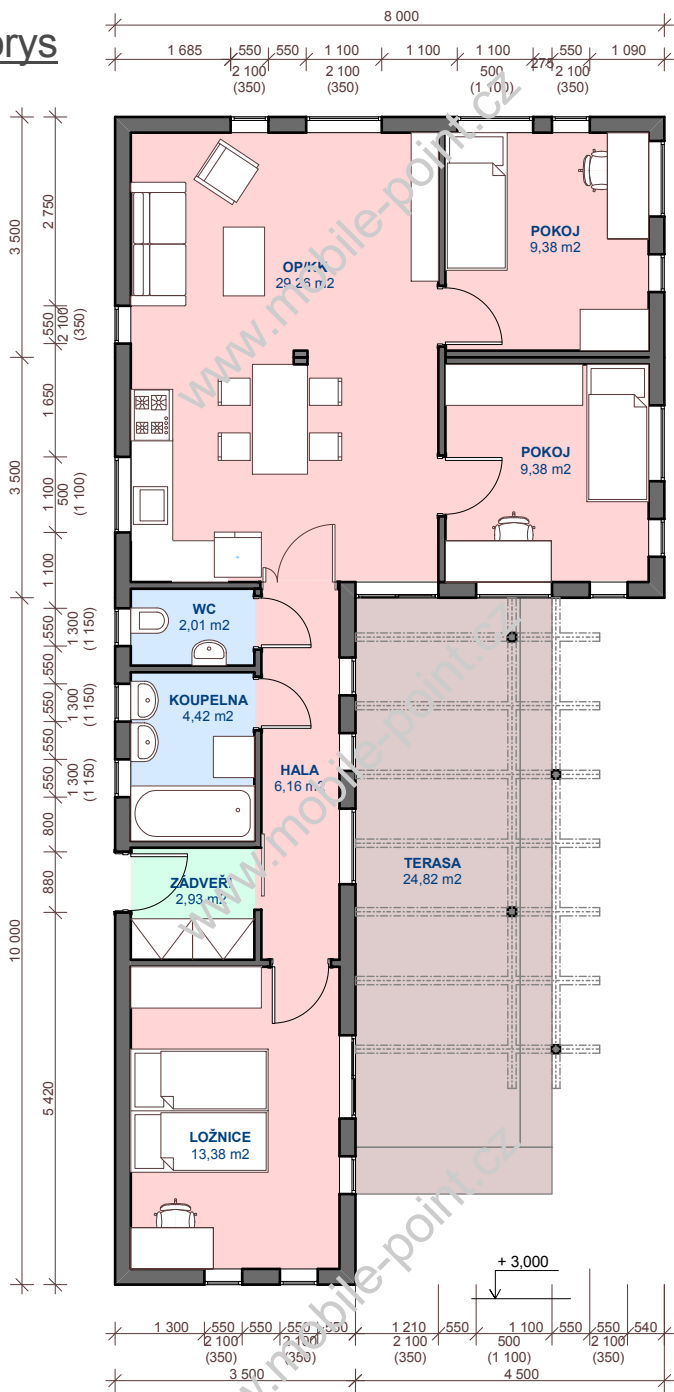 orys
8 000
1 685 550 550 1 100 1 100 1 100 275 550 1 090
2 100 2 100 500 2 100
(350) (350) (1 100) (350)
3 500
2 750
POKOJ
9,38 m2
OP/KK
29,26 m2
550
2 100
(350)
1 650
3 500
POKOJ
9,38 m2
1 100
500
(1 100)
1 100
WC
2,01 m2
550
1 300
(1 150)
550
KOUPELNA
4,42 m2
550
1 300
(1 150)
550
HALA
6,16 m2
550
1 300
(1 150)
800
TERASA
24,82 m2
ZÁDVEŘÍ
2,93 m2
880
10 000
5 420
LOŽNICE
13,38 m2
+ 3,000
1 300 550 550 550 550 1 210 550 1 100 550 550 540
2 100 2 100 2 100 500 2 100
(350) (350) (350) (1 100) (350)
3 500 4 500
www.mobile-point.cz
www.mobile-point.cz
www.mobile-point.cz